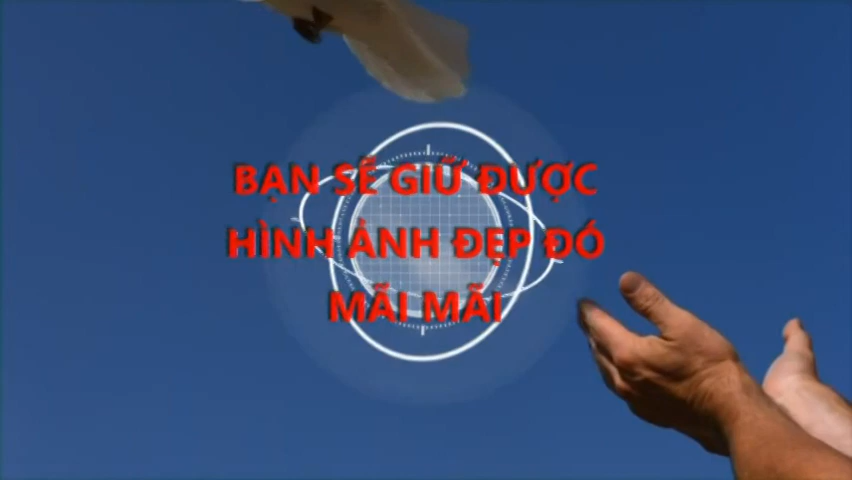 BẠN SẼ GIỮ ĐƯỢC
HÌNH ẢNH ĐẸP ĐÓ
MÃI MÃI